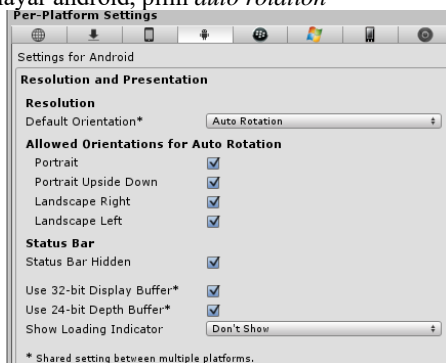 layar android, pilih auto rotation
Per-Platform Settings
Settings for Android
Resolution and Presentation
Resolution
Default Orientation* Auto Rotation
Allowed Orientations for Auto Rotation
Portrait
Portrait Upside Down
Landscape Right
Landscape Left
Status Bar
Status Bar Hidden
Use 32-bit Display Buffer*
Use 24-bit Depth Buffer*
Show Loading Indicator Don't Show
* Shared setting between multiple platforms.